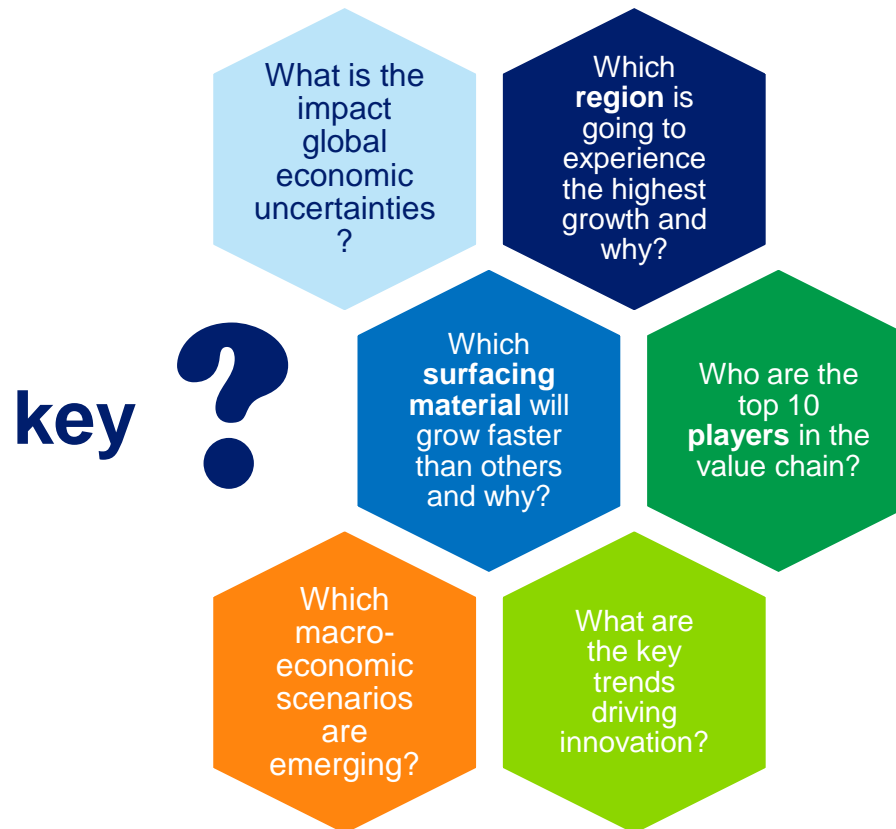 What is the
impact
global
economic
uncertainties
?
Which
region is
going to
experience
the highest
growth and
why?
key ?
Which
surfacing
material will
grow faster
than others
and why?
Who are the
top 10
players in the
value chain?
Which
macro-
economic
scenarios
are
emerging?
What are
the key
trends
driving
innovation?